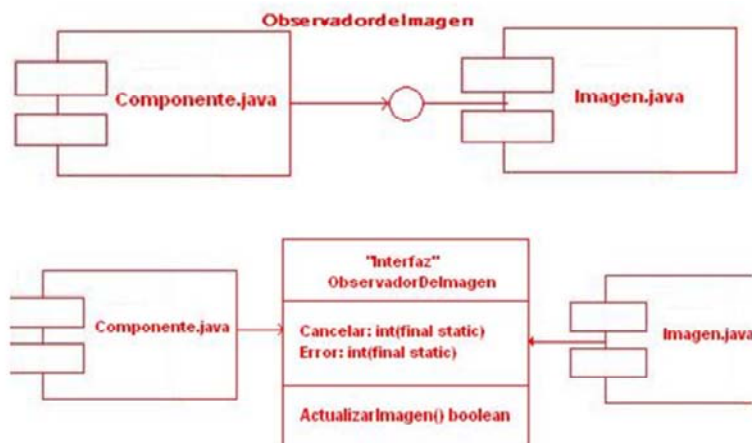 ObservadordeImagen
Componente.java
Imagen.java
"Interfaz"
ObservadorDeImagen
Componente.java
Cancelar: int(final static)
Error: int(final static)
Imagen.java
ActualizarImagen() boolean